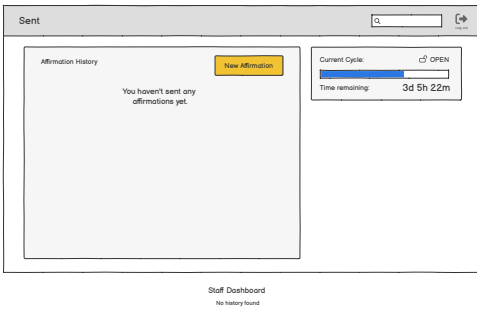 Sent
Log out
Affirmation History
New Affirmation
You haven't sent any
affirmations yet.
Current Cycle:
OPEN
Time remaining:
3d 5h 22m
Staff Dashboard
No history found